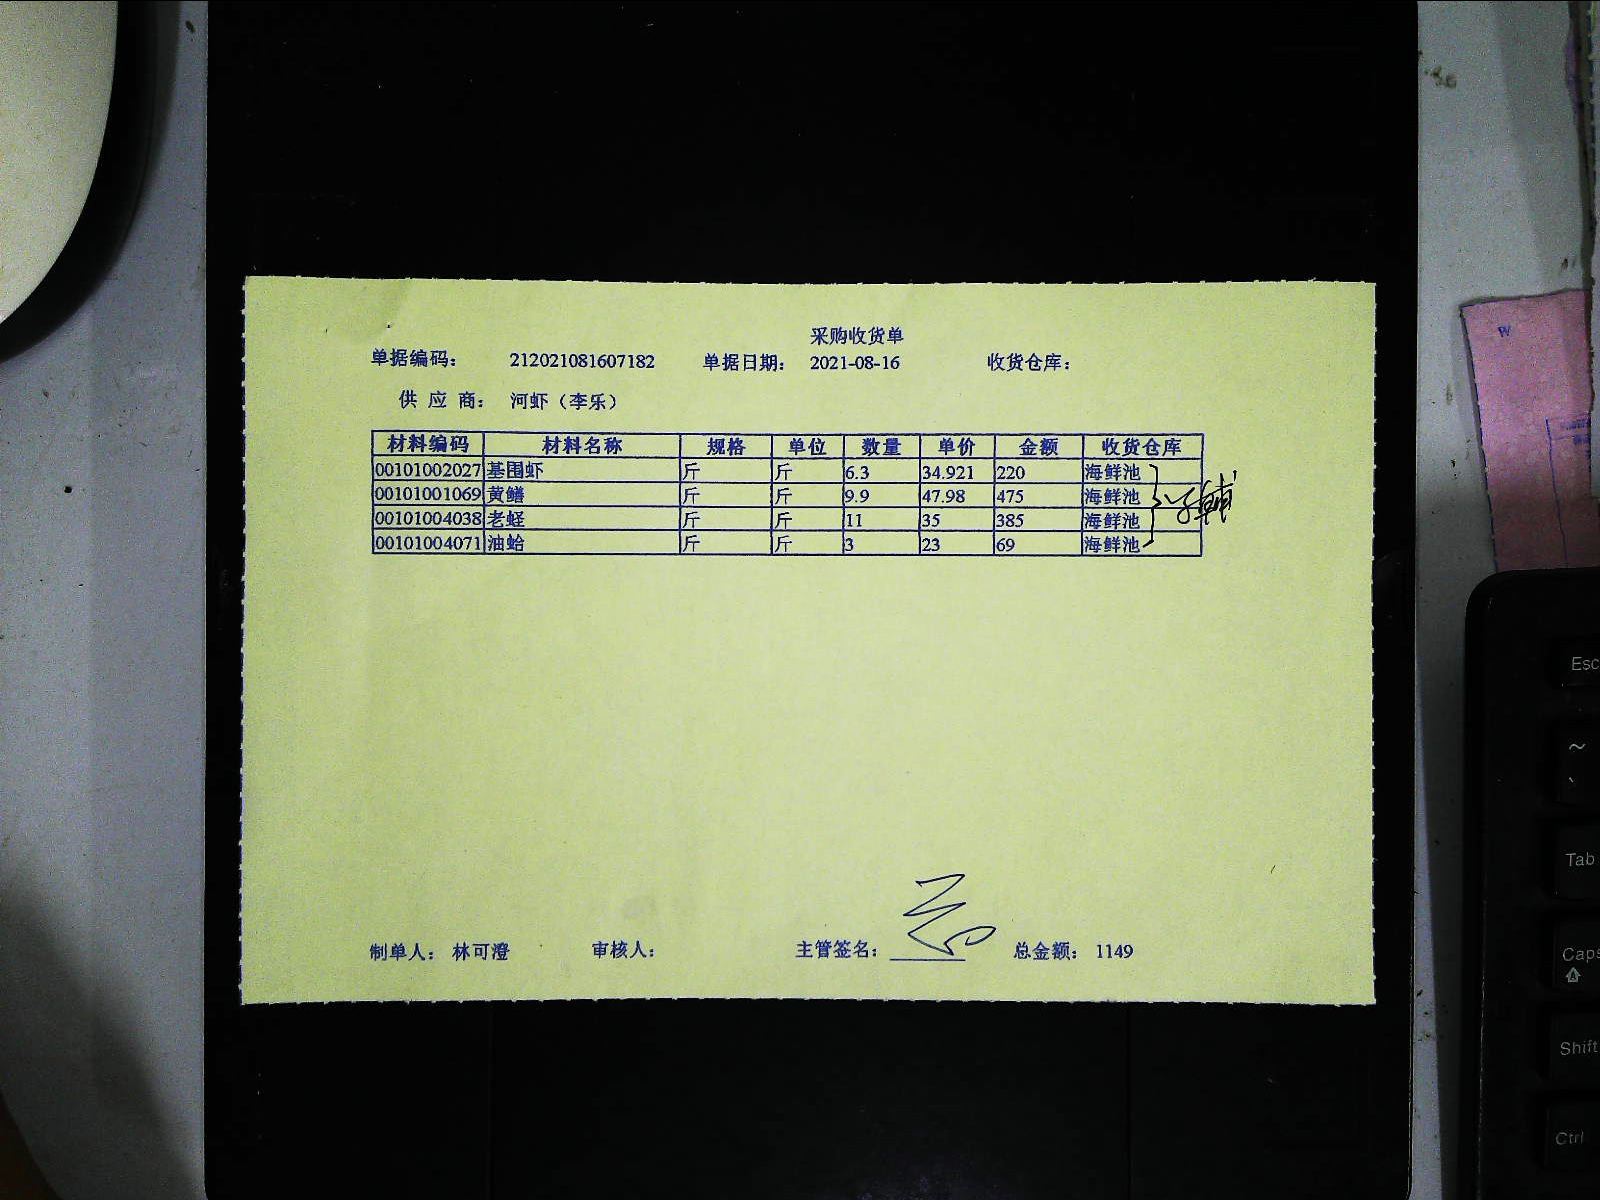 采购收货单
单据编码： 212021081607182 单据日期： 2021-08-16 收货仓库：
供 应 商： 河虾（李乐）
材料编码 材料名称 规格 单位 数量 单价 金额 收货仓库
00101002027 基围虾 斤 斤 6.3 34.921 220 海鲜池
00101001069 黄鳝 斤 斤 9.9 47.98 475 海鲜池
00101004038 老蛏 斤 斤 11 35 385 海鲜池
00101004071 油蛤 斤 斤 3 23 69 海鲜池
制单人： 林可澄 审核人： 主管签名： 总金额： 1149
W
Esc
~
`
Tab
Caps
Shift
Ctrl